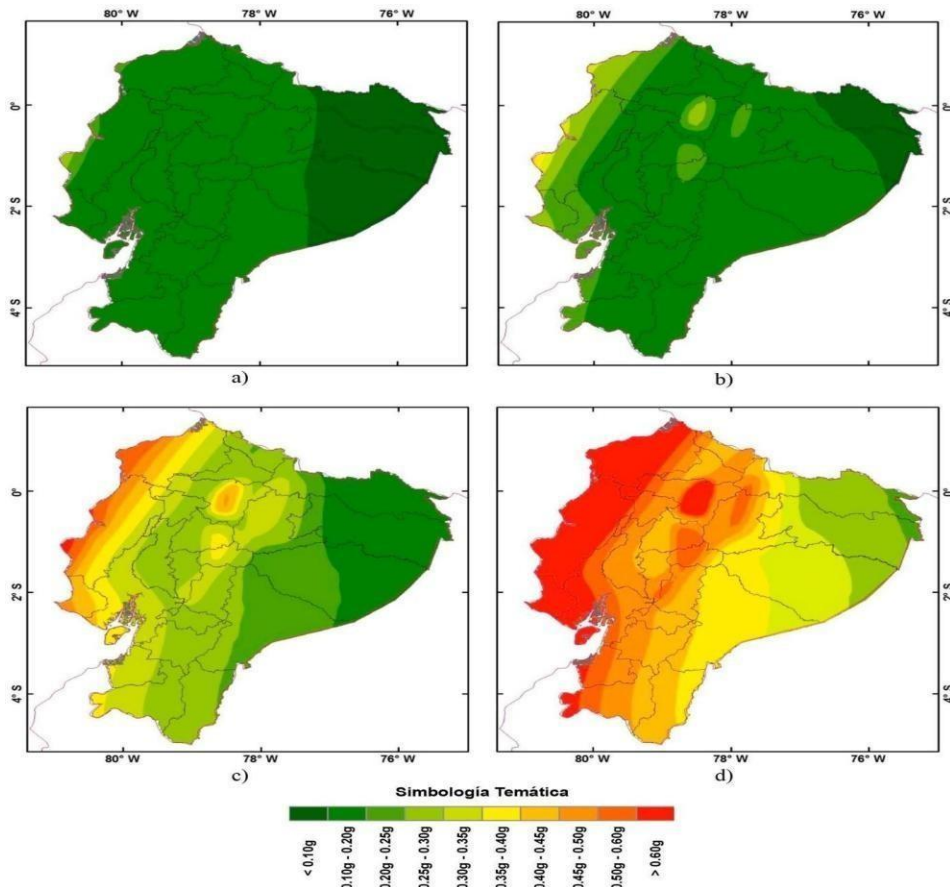 80° W 78° W 76° W
80° W 78° W 76° W
0°
2° S
4° S
0°
2° S
4° S
a)
b)
0°
2° S
4° S
0°
2° S
4° S
80° W 78° W 76° W
80° W 78° W 76° W
c)
d)
Simbología Temática
< 0.10g
0.10g - 0.20g
0.20g - 0.25g
0.25g - 0.30g
0.30g - 0.35g
0.35g - 0.40g
0.40g - 0.45g
0.45g - 0.50g
0.50g - 0.60g
> 0.60g